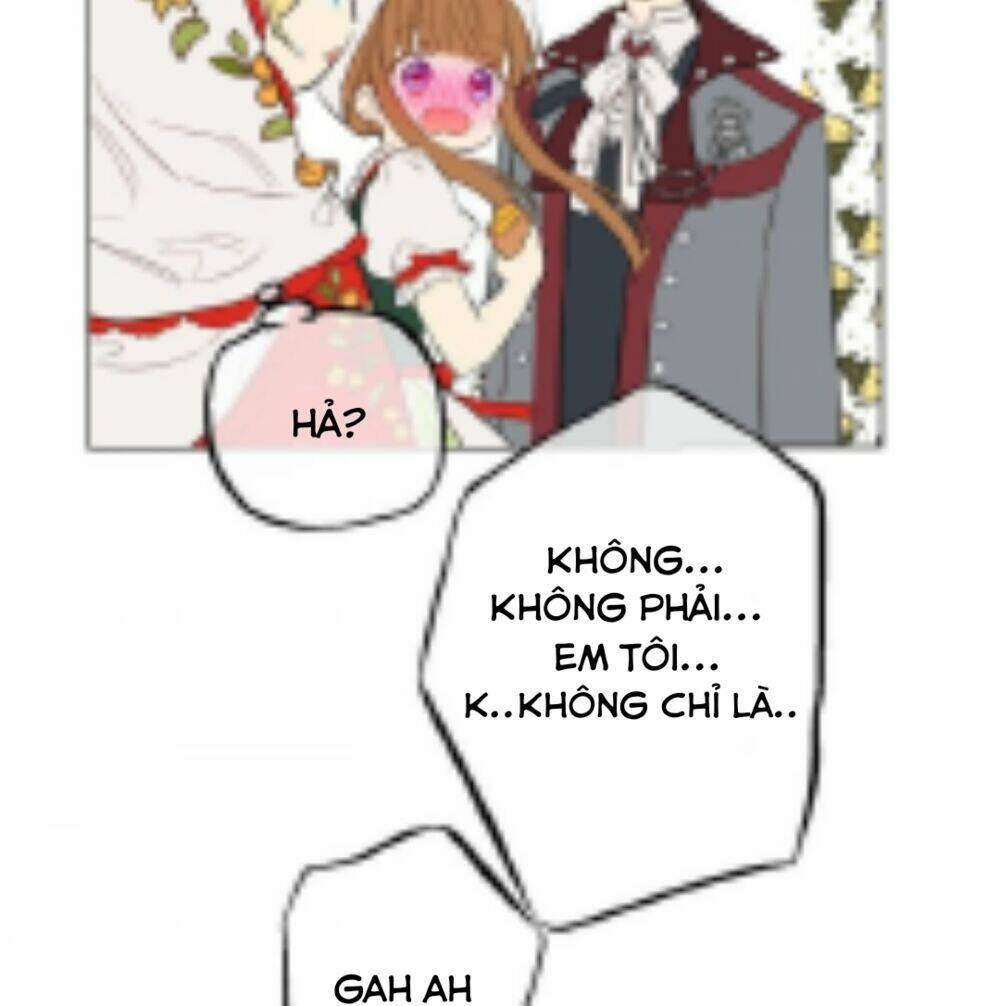 HẢ?
KHÔNG...
KHÔNG PHẢI...
EM TÔI...
K..KHÔNG CHỈ LÀ..
GAH AH